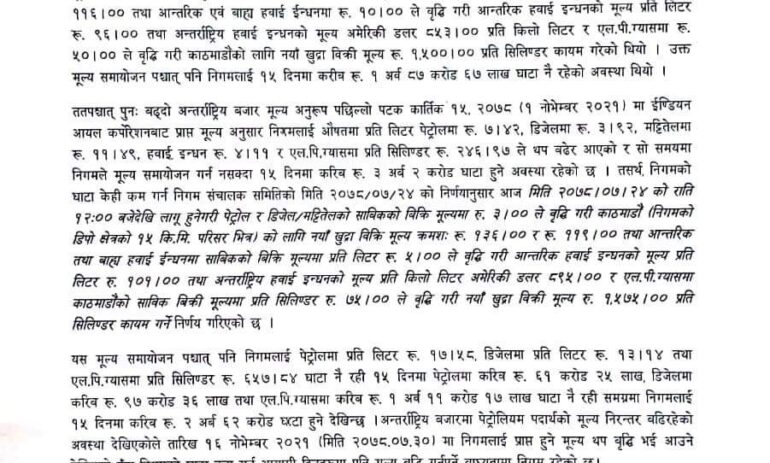 ११६।०० तथा आन्तरिक एवं बाह्य हवाई ईन्धनमा रू. १०।०० ले वृद्धि गरी आन्तरिक हवाई इन्धनको मूल्य प्रति लिटर
रू. ९६।०० तथा अन्तर्राष्ट्रिय हवाई इन्धनको मूल्य अमेरिकी डलर ८५३।०० प्रति किलो लिटर र एल.पी.ग्यासमा रू.
५०।०० ले वृद्धि गरी काठमाडौंको लागि नयाँ खुद्रा विक्री मूल्य रू. १,५००।०० प्रति सिलिण्डर कायम गरेको थियो । उक्त
मूल्य समायोजन पश्चात् पनि निगमलाई १५ दिनमा करीव रू. १ अर्व ८७ करोड ६७ लाख घाटा नै रहेको अवस्था थियो ।
ततपश्चात् पुनः बढ्दो अन्तर्राष्ट्रिय बजार मूल्य अनुरूप पछिल्लो पटक कार्तिक १५, २०७८ (१ नोभेम्बर २०२१) मा ईण्डियन
आयल कर्पोरेशनबाट प्राप्त मूल्य अनुसार निगमलाई औषतमा प्रति लिटर पेट्रोलमा रू. ७।४२, डिजेलमा रू. ३।९२, मट्टितेलमा
रू. ११।४९, हवाई इन्धन रू. ४।११ र एल.पि.ग्यासमा प्रति सिलिण्डर रू. २४६।९७ ले थप बढेर आएको र सो समयमा
निगमले मूल्य समायोजन गर्न नसक्दा १५ दिनमा करीब रू. ३ अर्व २ करोड घाटा हुने अवस्था रहेको छ । तसर्थ, निगमको
घाटा केही कम गर्न निगम संचालक समितिको मिति २०७८/०७/२४ को निर्णयानुसार आज मिति २०७८।०७।२४ को राति
१२:०० बजेदेखि लागू हुनेगरी पेट्रोल र डिजेल/मट्टितेलको साविकको विक्रि मूल्यमा रु. ३।०० ले वृद्धि गरी काठमाडौं (निगमको
डिपो क्षेत्रको १५ कि.मि. परिसर भित्र) को लागि नयाँ खुद्रा विक्रि मूल्य क्रमशः रू. १३६।०० र रू. ११९।०० तथा आन्तरिक
तथा बाह्य हवाई ईन्धनमा साबिकको बिक्रि मूल्यमा प्रति लिटर रू. ५।०० ले वृद्धि गरी आन्तरिक हवाई इन्धनको मूल्य प्रति
लिटर रु. १०१।०० तथा अन्तर्राष्ट्रिय हवाई इन्धनको मूल्य प्रति किलो लिटर अमेरिकी डलर ८९५।०० र एल.पी.ग्यासमा
काठमाडौंको साविक बिक्री मूल्यमा प्रति सिलिण्डर रु. ७५।०० ले वृद्धि गरी नयाँ खुद्रा विक्री मूल्य रु. १,५७५।०० प्रति
सिलिण्डर कायम गर्ने निर्णय गरिएको छ ।
यस मूल्य समायोजन पश्चात् पनि निगमलाई पेट्रोलमा प्रति लिटर रू. १७।५८, डिजेलमा प्रति लिटर रू. १३।१४ तथा
एल.पि.ग्यासमा प्रति सिलिण्डर रू. ६५७।८४ घाटा नै रही १५ दिनमा पेट्रोलमा करिव रू. ६१ करोड २५ लाख, डिजेलमा
करिव रू. ९७ करोड ३६ लाख तथा एल.पि.ग्यासमा करिव रू. १ अर्व ११ करोड १७ लाख घाटा नै रही समग्रमा निगमलाई
१५ दिनमा करिव रू. २ अर्व ६२ करोड घाटा हुने देखिन्छ ।अन्तर्राष्ट्रिय बजारमा पेट्रोलियम पदार्थको मूल्य निरन्तर बढिरहेको
अवस्था देखिएकोले तारिख १६ नोभेम्बर २०२१ (मिति २०७८.०७.३०) मा निगमलाई प्राप्त हुने मूल्य थप वृद्धि भई आउने